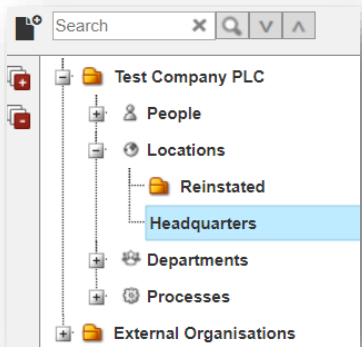 Search
Test Company PLC
People
Locations
Reinstated
Headquarters
Departments
Processes
External Organisations